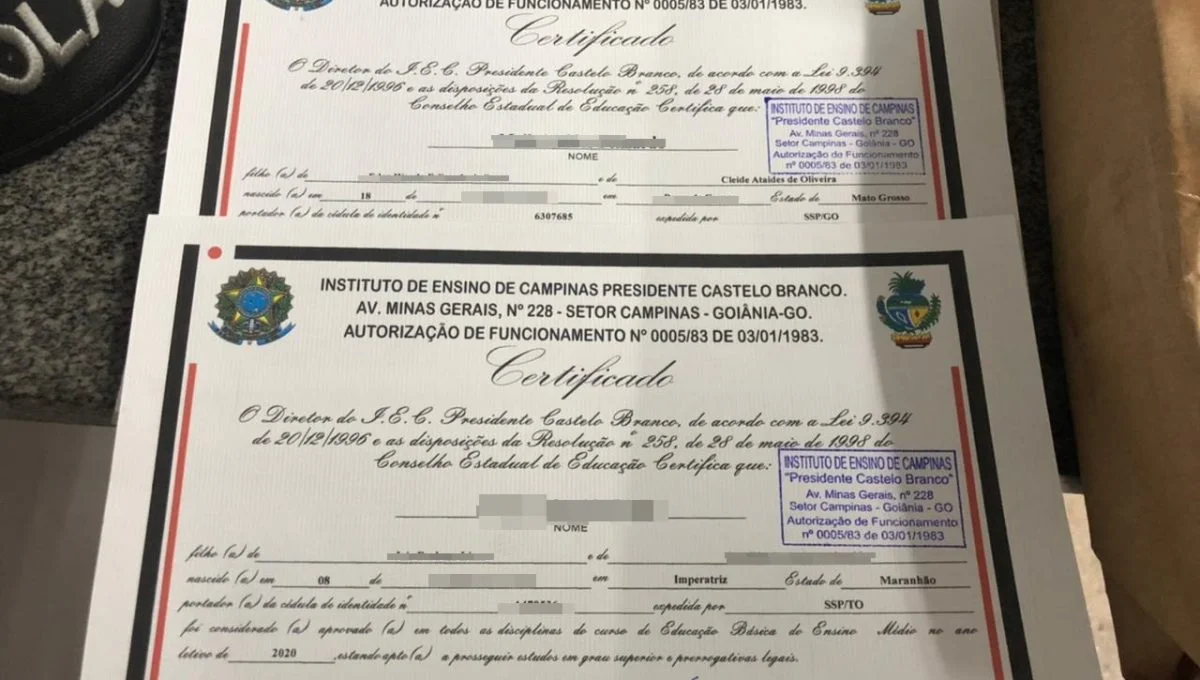 OLA
AUTORIZAÇÃO DE FUNCIONAMENTO Nº 0005/83 DE 03/01/1983.
Certificado
O Diretor do I.E.C. Presidente Castelo Branco, de acordo com a Lei 9.394
de 20/12/1996 e as disposições da Resolução nº 258, de 28 de maio de 1998 do
Conselho Estadual de Educação Certifica que:
INSTITUTO DE ENSINO DE CAMPINAS
"Presidente Castelo Branco"
Av. Minas Gerais, nº 228
Setor Campinas - Goiânia - GO
Autorização de Funcionamento
nº 0005/83 de 03/01/1983
NOME
filho (a) de e de Cleide Ataides de Oliveira
nascido (a) em 18 de em Estado de Mato Grosso
portador (a) da cédula de identidade nº 6307685 expedida por SSP/GO
INSTITUTO DE ENSINO DE CAMPINAS PRESIDENTE CASTELO BRANCO.
AV. MINAS GERAIS, Nº 228 - SETOR CAMPINAS - GOIÂNIA-GO.
AUTORIZAÇÃO DE FUNCIONAMENTO Nº 0005/83 DE 03/01/1983.
Certificado
O Diretor do I.E.C. Presidente Castelo Branco, de acordo com a Lei 9.394
de 20/12/1996 e as disposições da Resolução nº 258, de 28 de maio de 1998 do
Conselho Estadual de Educação Certifica que:
INSTITUTO DE ENSINO DE CAMPINAS
"Presidente Castelo Branco"
Av. Minas Gerais, nº 228
Setor Campinas - Goiânia - GO
Autorização de Funcionamento
nº 0005/83 de 03/01/1983
NOME
filho (a) de e de
nascido (a) em 08 de em Imperatriz Estado de Maranhão
portador (a) da cédula de identidade nº expedida por SSP/TO
foi considerado (a) aprovado (a) em todos as disciplinas do curso de Educação Básica do Ensino Médio no ano
letivo de 2020 ,estando apto(a) a prosseguir estudos em grau superior e prerrogativas legais.